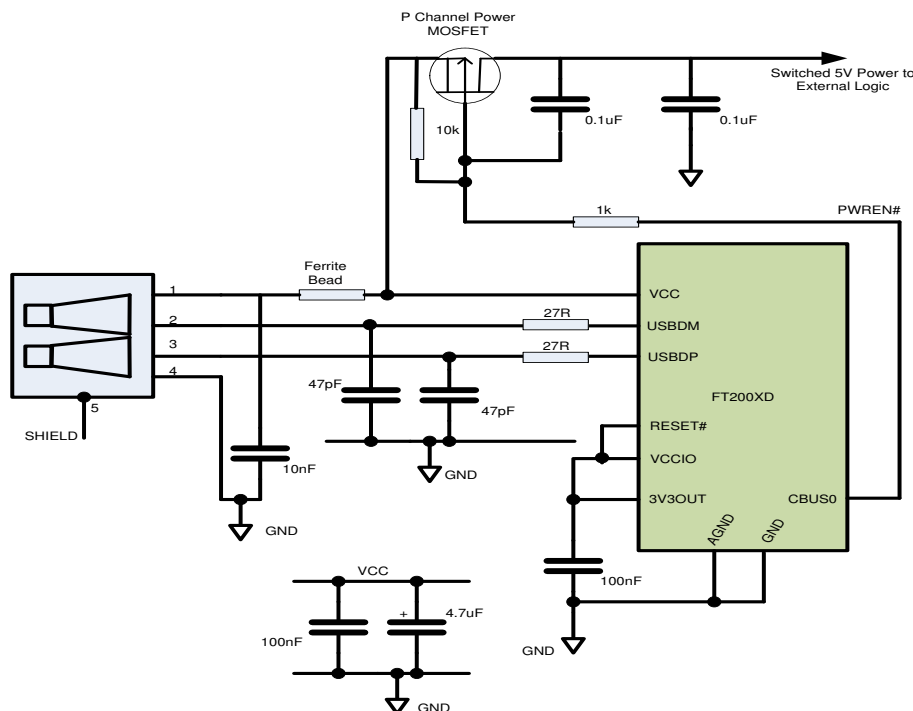 P Channel Power
MOSFET
Switched 5V Power to
External Logic
0.1uF
0.1uF
10k
1k
PWREN#
Ferrite
Bead
1
2
3
4
5
SHIELD
27R
27R
VCC
USBDM
USBDP
FT200XD
47pF
47pF
RESET#
VCCIO
3V3OUT
CBUS0
AGND
GND
10nF
GND
GND
100nF
GND
VCC
100nF
+
4.7uF
GND